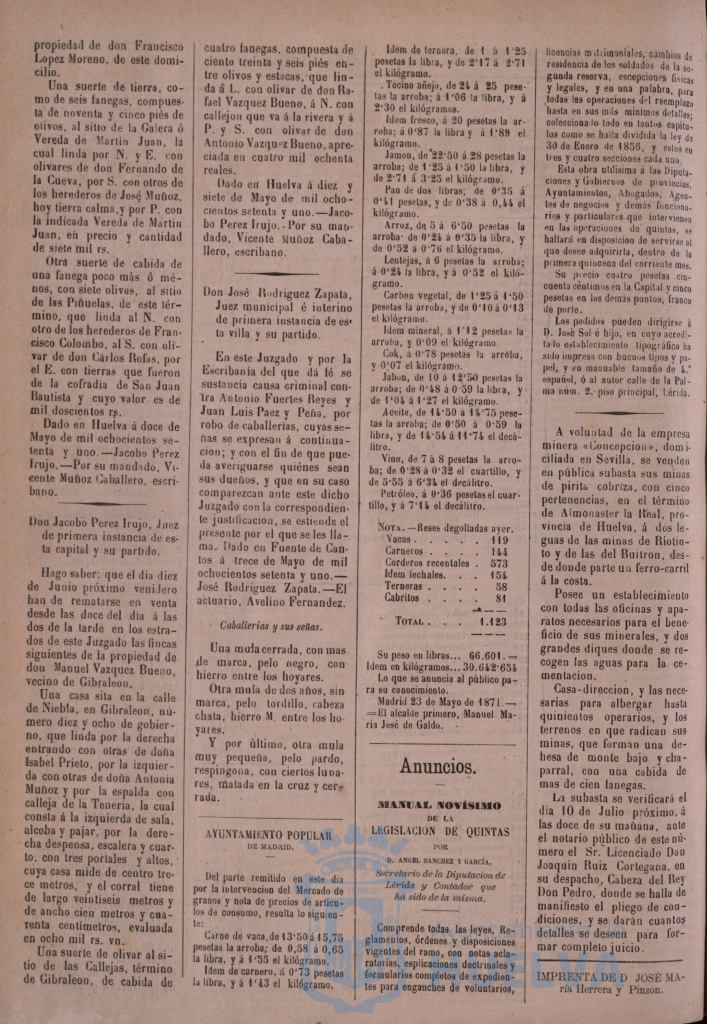 propiedad de don Francisco
Lopez Moreno, de este domi-
cilio.
Una suerte de tierra, co-
mo de seis fanegas, compues-
ta de noventa y cinco piés de
olivos, al sitio de la Galera ó
Vereda de Martin Juan, la
cual linda por N. y E. con
olivares de don Fernando de
la Cueva, por S. con otros de
los herederos de José Muñoz,
hoy tierra calma, y por P. con
la indicada Vereda de Martin
Juan, en precio y cantidad
de siete mil rs.
Otra suerte de cabida de
una fanega poco más ó mé-
nos, con siete olivos, al sitio
de las Piñuelas, de este tér-
mino, que linda al N. con
otro de los herederos de Fran-
cisco Colombo, al S. con oli-
var de don Cárlos Rofas, por
el E. con tierras que fueron
de la cofradía de San Juan
Bautista y cuyo valor es de
mil doscientos rs.
Dado en Huelva á doce de
Mayo de mil ochocientos se-
tenta y uno.—Jacobo Perez
Irujo.—Por su mandado, Vi-
cente Muñoz Caballero, escri-
bano.
Don Jacobo Perez Irujo, Juez
de primera instancia de es-
ta capital y su partido.
Hago saber: que el dia diez
de Junio próximo venidero
han de rematarse en venta
desde las doce del dia á las
dos de la tarde en los estra-
dos de este Juzgado las fincas
siguientes de la propiedad de
don Manuel Vazquez Bueno,
vecino de Gibraleon.
Una casa sita en la calle
de Niebla, en Gibraleon, nú-
mero diez y ocho de gobier-
no, que linda por la derecha
entrando con otras de doña
Isabel Prieto, por la izquier-
da con otras de doña Antonia
Muñoz y por la espalda con
calleja de la Teneria, la cual
consta á la izquierda de sala,
alcoba y pajar, por la dere-
cha despensa, escalera y cuar-
to, con tres portales y altos,
cuya casa mide de centro tre-
ce metros, y el corral tiene
de largo veintiseis metros y
de ancho cien metros y cua-
renta centímetros, evaluada
en ocho mil rs. vn.
Una suerte de olivar al si-
tio de las Callejas, término
de Gibraleon, de cabida de
cuatro fanegas, compuesta de
ciento treinta y seis piés en-
tre olivos y estacas, que lin-
da á L. con olivar de don Ra-
fael Vazquez Bueno, á N. con
callejon que va á la rivera y á
P. y S. con olivar de don
Antonio Vazquez Bueno, apre-
ciada en cuatro mil ochenta
reales.
Dado en Huelva á diez y
siete de Mayo de mil ocho-
cientos setenta y uno.—Jaco-
bo Perez Irujo.-Por su man-
dado, Vicente Muñoz Caba-
llero, escribano.
Don José Rodriguez Zapata,
Juez municipal é interino
de primera instancia de es-
ta villa y su partido.
En este Juzgado y por la
Escribanía del que dá fé se
sustancia causa criminal con-
tra Antonio Fuertes Reyes y
Juan Luis Paez y Peña, por
robo de caballerias, cuyas se-
ñas se expresan á continua-
cion; y con el fin de que pue-
da averiguarse quiénes sean
sus dueños, y que en su caso
comparezcan ante este dicho
Juzgado con la correspondien-
te justificacion, se estiende el
presente por el que se les lla-
ma. Dado en Fuente de Can-
tos á trece de Mayo de mil
ochocientos setenta y uno.—
José Rodriguez Zapata.—El
actuario, Avelino Fernandez.
Caballerías y sus señas.
Una mula cerrada, con mas
de marca, pelo negro, con
hierro entre los hoyares.
Otra mula de dos años, sin
marca, pelo tordillo, cabeza
chata, hierro M. entre los ho-
yares.
Y por último, otra mula
muy pequeña, pelo pardo,
respingona, con ciertos luna-
res, matada en la cruz y cer-
rada.
AYUNTAMIENTO POPULAR
DE MADRID.
Del parte remitido en este dia
por la intervencion del Mercado de
granos y nota de precios de artícu-
los de consumo, resulta lo siguien-
te:
Carne de vaca, de 13'50 á 15,75
pesetas la arroba; de 0,58 á 0,65
la libra, y á 1'55 el kilógramo.
Idem de carnero, á 0'73 pesetas
la libra, y á 1'43 el kilógramo.
Idem de ternera, de 1 á 1'25
pesetas la libra, y de 2'17 á 2'71
el kilógramo.
Tocino añejo, de 24 á 25 pese-
tas la arroba; á 1'06 la libra, y á
2'30 el kilógramos.
Idem fresco, á 20 pesetas la ar-
roba; á 0'87 la libra y á 1'89 el
kilógramo.
Jamon, de 22'50 á 28 pesetas la
arroba; de 1'25 á 1'50 la libra, y
de 2'71 á 3'25 el kilógramo.
Pan de dos libras; de 0'35 á
0'41 pesetas, y de 0'38 á 0,44 el
kilógramo.
Arroz, de 5 á 6'50 pesetas la
arroba; de 0'24 á 0'35 la libra, y
de 0'52 á 0'76 el kilógramo.
Lentejas, á 6 pesetas la arroba;
á 0'24 la libra, y á 0'52 el kiló-
gramo.
Carbon vegetal, de 1'25 á 1'50
pesetas la arroba, y de 0'10 á 0'13
el kilógramo.
Idem mineral, á 1'12 pesetas la
arroba, y á 0'09 el kilógramo.
Cok, á 0'78 pesetas la arroba,
y 0'07 el kilógramo.
Jabon, de 10 á 12'50 pesetas la
arroba; de 0'48 á 0'59 la libra, y
de 1'04 á 1'27 el kilógramo.
Aceite, de 14'50 á 14'75 pese-
tas la arroba; de 0'50 á 0'59 la
libra, y de 11'54 á 11'74 el decá-
litro.
Vino, de 7 á 8 pesetas la arro-
ba; de 0'28 á 0'32 el cuartillo, y
de 5'55 á 6'34 el decálitro.
Petróleo, á 0'36 pesetas el cuar-
tillo, y á 7'14 el decálitro.
NOTA.—Reses degolladas ayer.
Vacas. . . . . 119
Carneros . . . . 144
Corderos recentales . 573
Idem lechales. . . 154
Terneras . . . . 58
Cabritos . . . . 81
TOTAL . . . . 1.123
Su peso en libras... 66.601.=
Idem en kilógramos...30.642'654
Lo que se anuncia al público pa-
ra su conocimiento.
Madrid 23 de Mayo de 1871.—
=El alcalde primero, Manuel Ma-
ría José de Galdo.
Anuncios.
MANUAL NOVÍSIMO
DE LA
LEGISLACION DE QUINTAS
POR
D. ANGEL SANCHEZ Y GARCÍA,
Secretario de la Diputacion de
Lérida y Contador que
ha sido de la misma.
Comprende todas las leyes, Re-
glamentos, órdenes y disposiciones
vigentes del ramo, con notas acla-
ratorias, esplicaciones doctrinales y
formularios completos de expedien-
tes para enganches de voluntarios,
licencias matrimoniales, cambios de
residencia de los soldados de la se-
gunda reserva, escepciones físicas
y legales, y en una palabra, para
todas las operaciones del reemplazo
hasta en sus más mínimos detalles;
coleccionado todo en tantos capítu-
los como se halla dividida la ley de
30 de Enero de 1856, y estos en
tres y cuatro secciones cada uno.
Esta obra utilísima á las Diputa-
ciones y Gobiernos de provincias,
Ayuntamientos, Abogados, Agen-
tes de negocios y demás funciona-
rios y particulares que intervienen
en las operaciones de quintas, se
hallará en disposicion de servirse al
que desee adquirirla, dentro de la
primera quincena del corriente mes.
Su precio cuatro pesetas cin-
cuenta céntimos en la Capital y cinco
pesetas en los demás puntos, franco
de porte.
Los pedidos pueden dirigirse á
D. José Sol é hijo, en cuyo acredi-
tado establecimiento tipográfico ha
sido impresa con buenos tipos y pa-
pel, y en manuable tamaño de 4.º
español, ó al autor calle de la Pal-
ma núm. 2, piso principal, Lérida.
A voluntad de la empresa
minera «Concepcion», domi-
ciliada en Sevilla, se venden
en pública subasta sus minas
de pirita cobriza, con cinco
pertenencias, en el término
de Almonaster la Real, pro-
vincia de Huelva, á dos le-
guas de las minas de Riotin-
to y de las del Buitron, des-
de donde parte un ferro-carril
á la costa.
Posee un establecimiento
con todas las oficinas y apa-
ratos necesarios para el bene-
ficio de sus minerales, y dos
grandes diques donde se re-
cogen las aguas para la ce-
mentacion.
Casa-direccion, y las nece-
sarias para albergar hasta
quinientos operarios, y los
terrenos en que radican sus
minas, que forman una de-
hesa de monte bajo y cha-
parral, con una cabida de
mas de cien fanegas.
La subasta se verificará el
dia 10 de Julio próximo, á
las doce de su mañana, ante
el notario público de este nú-
mero el Sr. Licenciado Don
Joaquin Ruiz Cortegana, en
su despacho, Cabeza del Rey
Don Pedro, donde se halla de
manifiesto el pliego de con-
diciones, y se darán cuantos
detalles se deseen para for-
mar completo juicio.
IMPRENTA DE D JOSÉ MA-
ría Herrera y Pinzon.